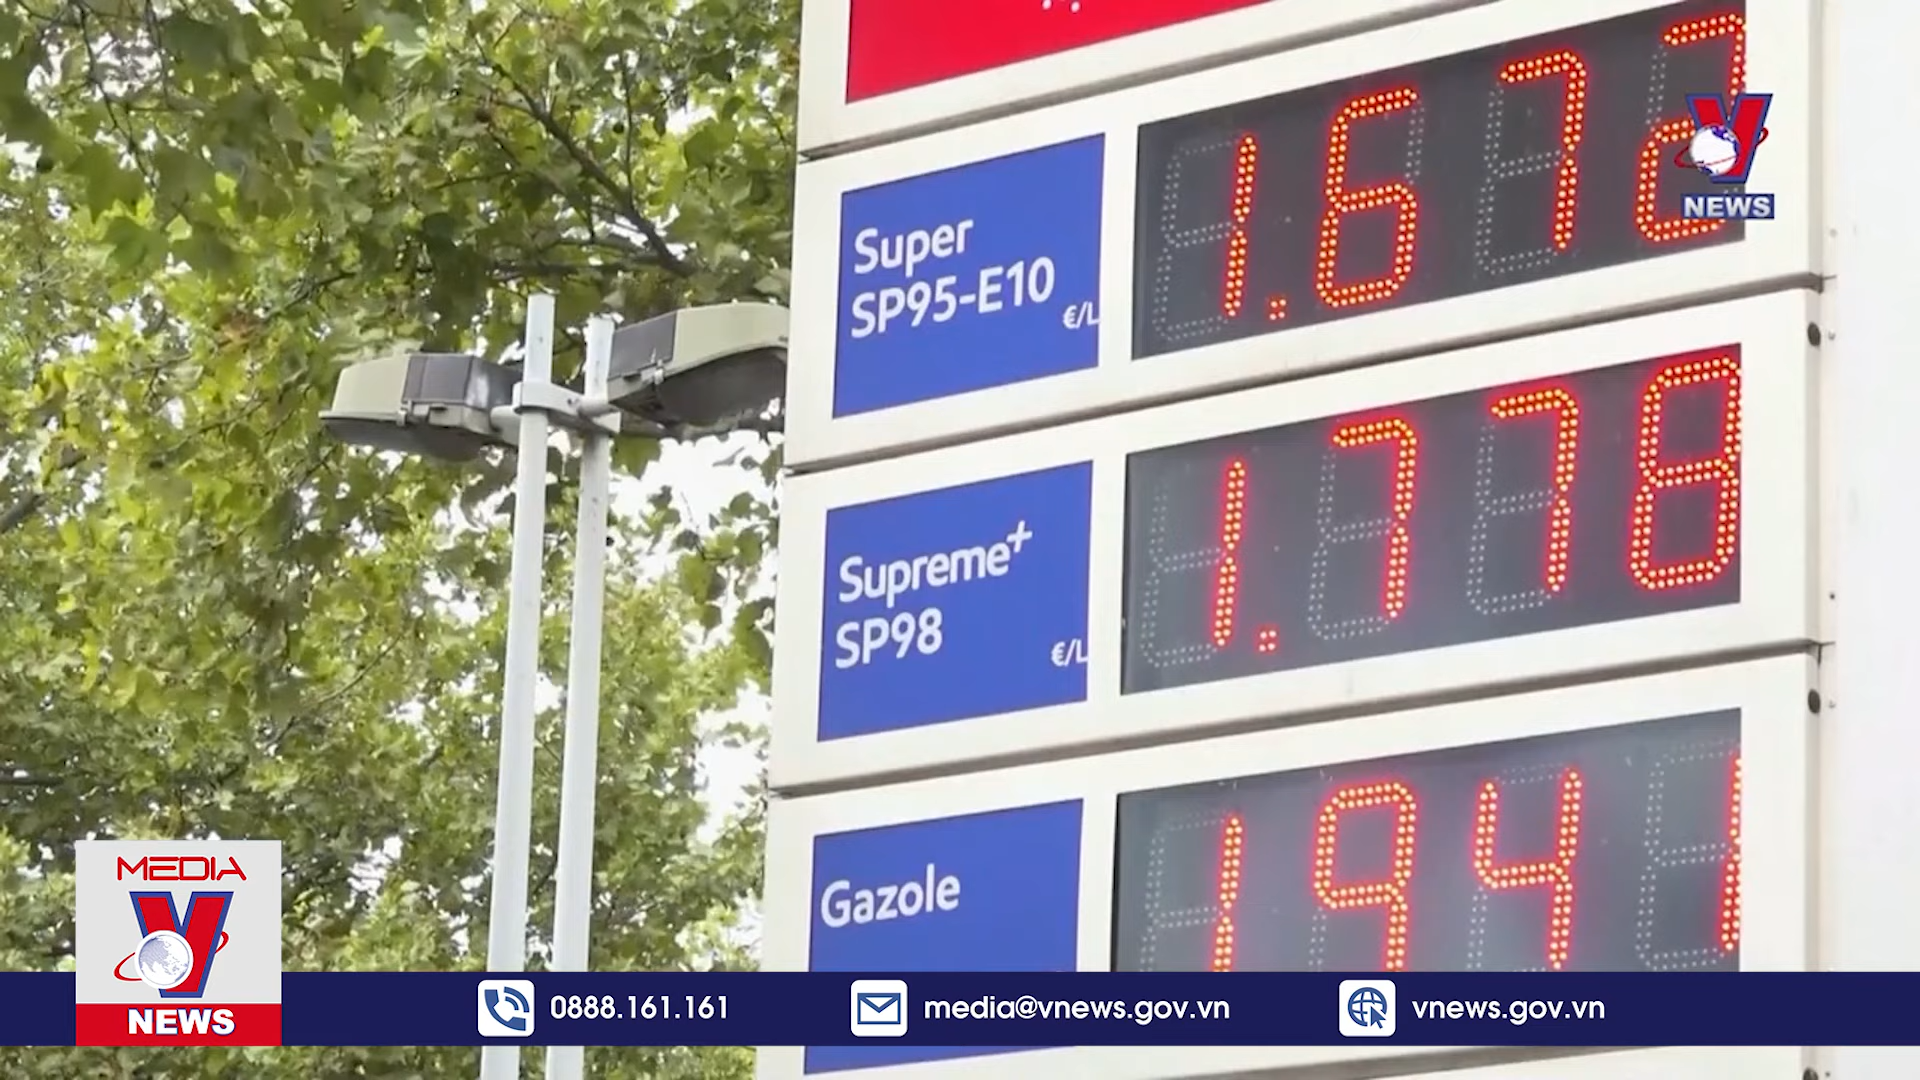 Super
SP95-E10
€/L
1.672
Supreme+
SP98
€/L
1.778
Gazole
1941
V
NEWS
MEDIA
V
NEWS
0888.161.161
media@vnews.gov.vn
vnews.gov.vn